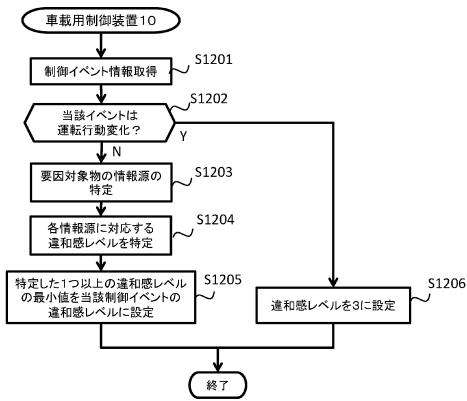 車載用制御装置10
制御イベント情報取得
S1201
当該イベントは
運転行動変化?
S1202
Y
N
要因対象物の情報源の
特定
S1203
各情報源に対応する
違和感レベルを特定
S1204
特定した1つ以上の違和感レベル
の最小値を当該制御イベントの
違和感レベルに設定
S1205
違和感レベルを3に設定
S1206
終了